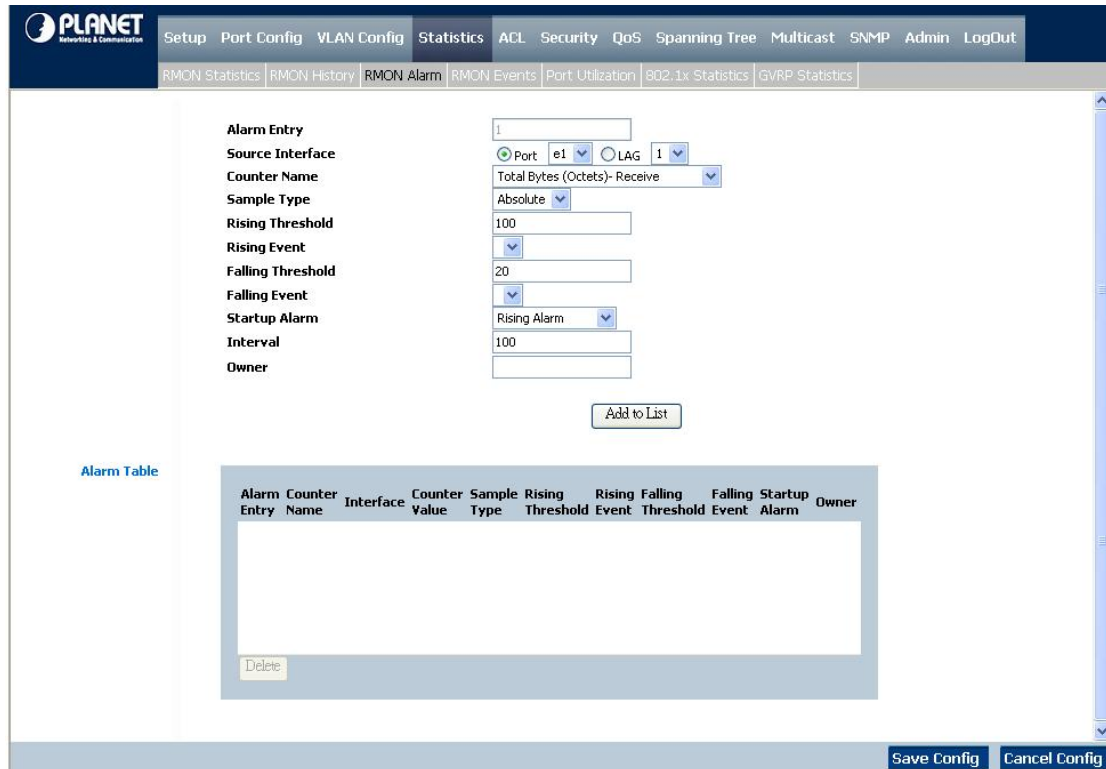 PLANET
Networking & Communication
Setup Port Config VLAN Config Statistics ACL Security QoS Spanning Tree Multicast SNMP Admin LogOut
RMON Statistics RMON History RMON Alarm RMON Events Port Utilization 802.1x Statistics GVRP Statistics
Alarm Entry 1
Source Interface Port e1 LAG 1
Counter Name Total Bytes (Octets)- Receive
Sample Type Absolute
Rising Threshold 100
Rising Event
Falling Threshold 20
Falling Event
Startup Alarm Rising Alarm
Interval 100
Owner
Add to List
Alarm Table
Alarm Entry Counter Name Interface Counter Value Sample Type Rising Threshold Rising Event Falling Threshold Falling Event Startup Alarm Owner
Delete
Save Config Cancel Config